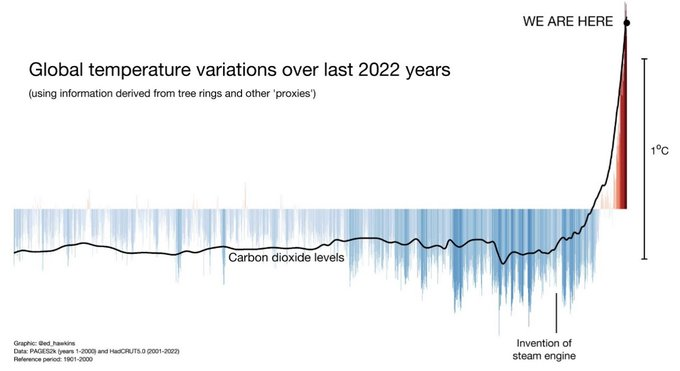 WE ARE HERE
Global temperature variations over last 2022 years
(using information derived from tree rings and other 'proxies')
1°C
Carbon dioxide levels
Invention of
steam engine
Graphic: @ed_hawkins
Data: PAGES2k (years 1-2000) and HadCRUT5.0 (2001-2022)
Reference period: 1901-2000